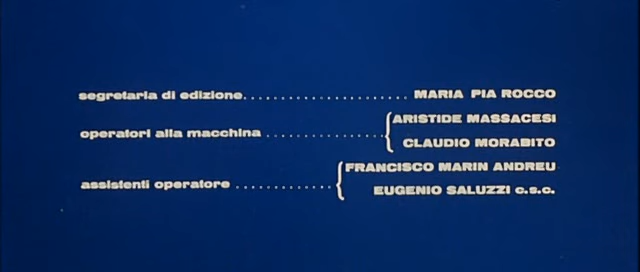 segretaria di edizione........................ MARIA PIA ROCCO
ARISTIDE MASSACESI
operatori alla macchina ..................
CLAUDIO MORABITO
FRANCISCO MARIN ANDREU
assistenti operatore ..............
EUGENIO SALUZZI c.s.c.